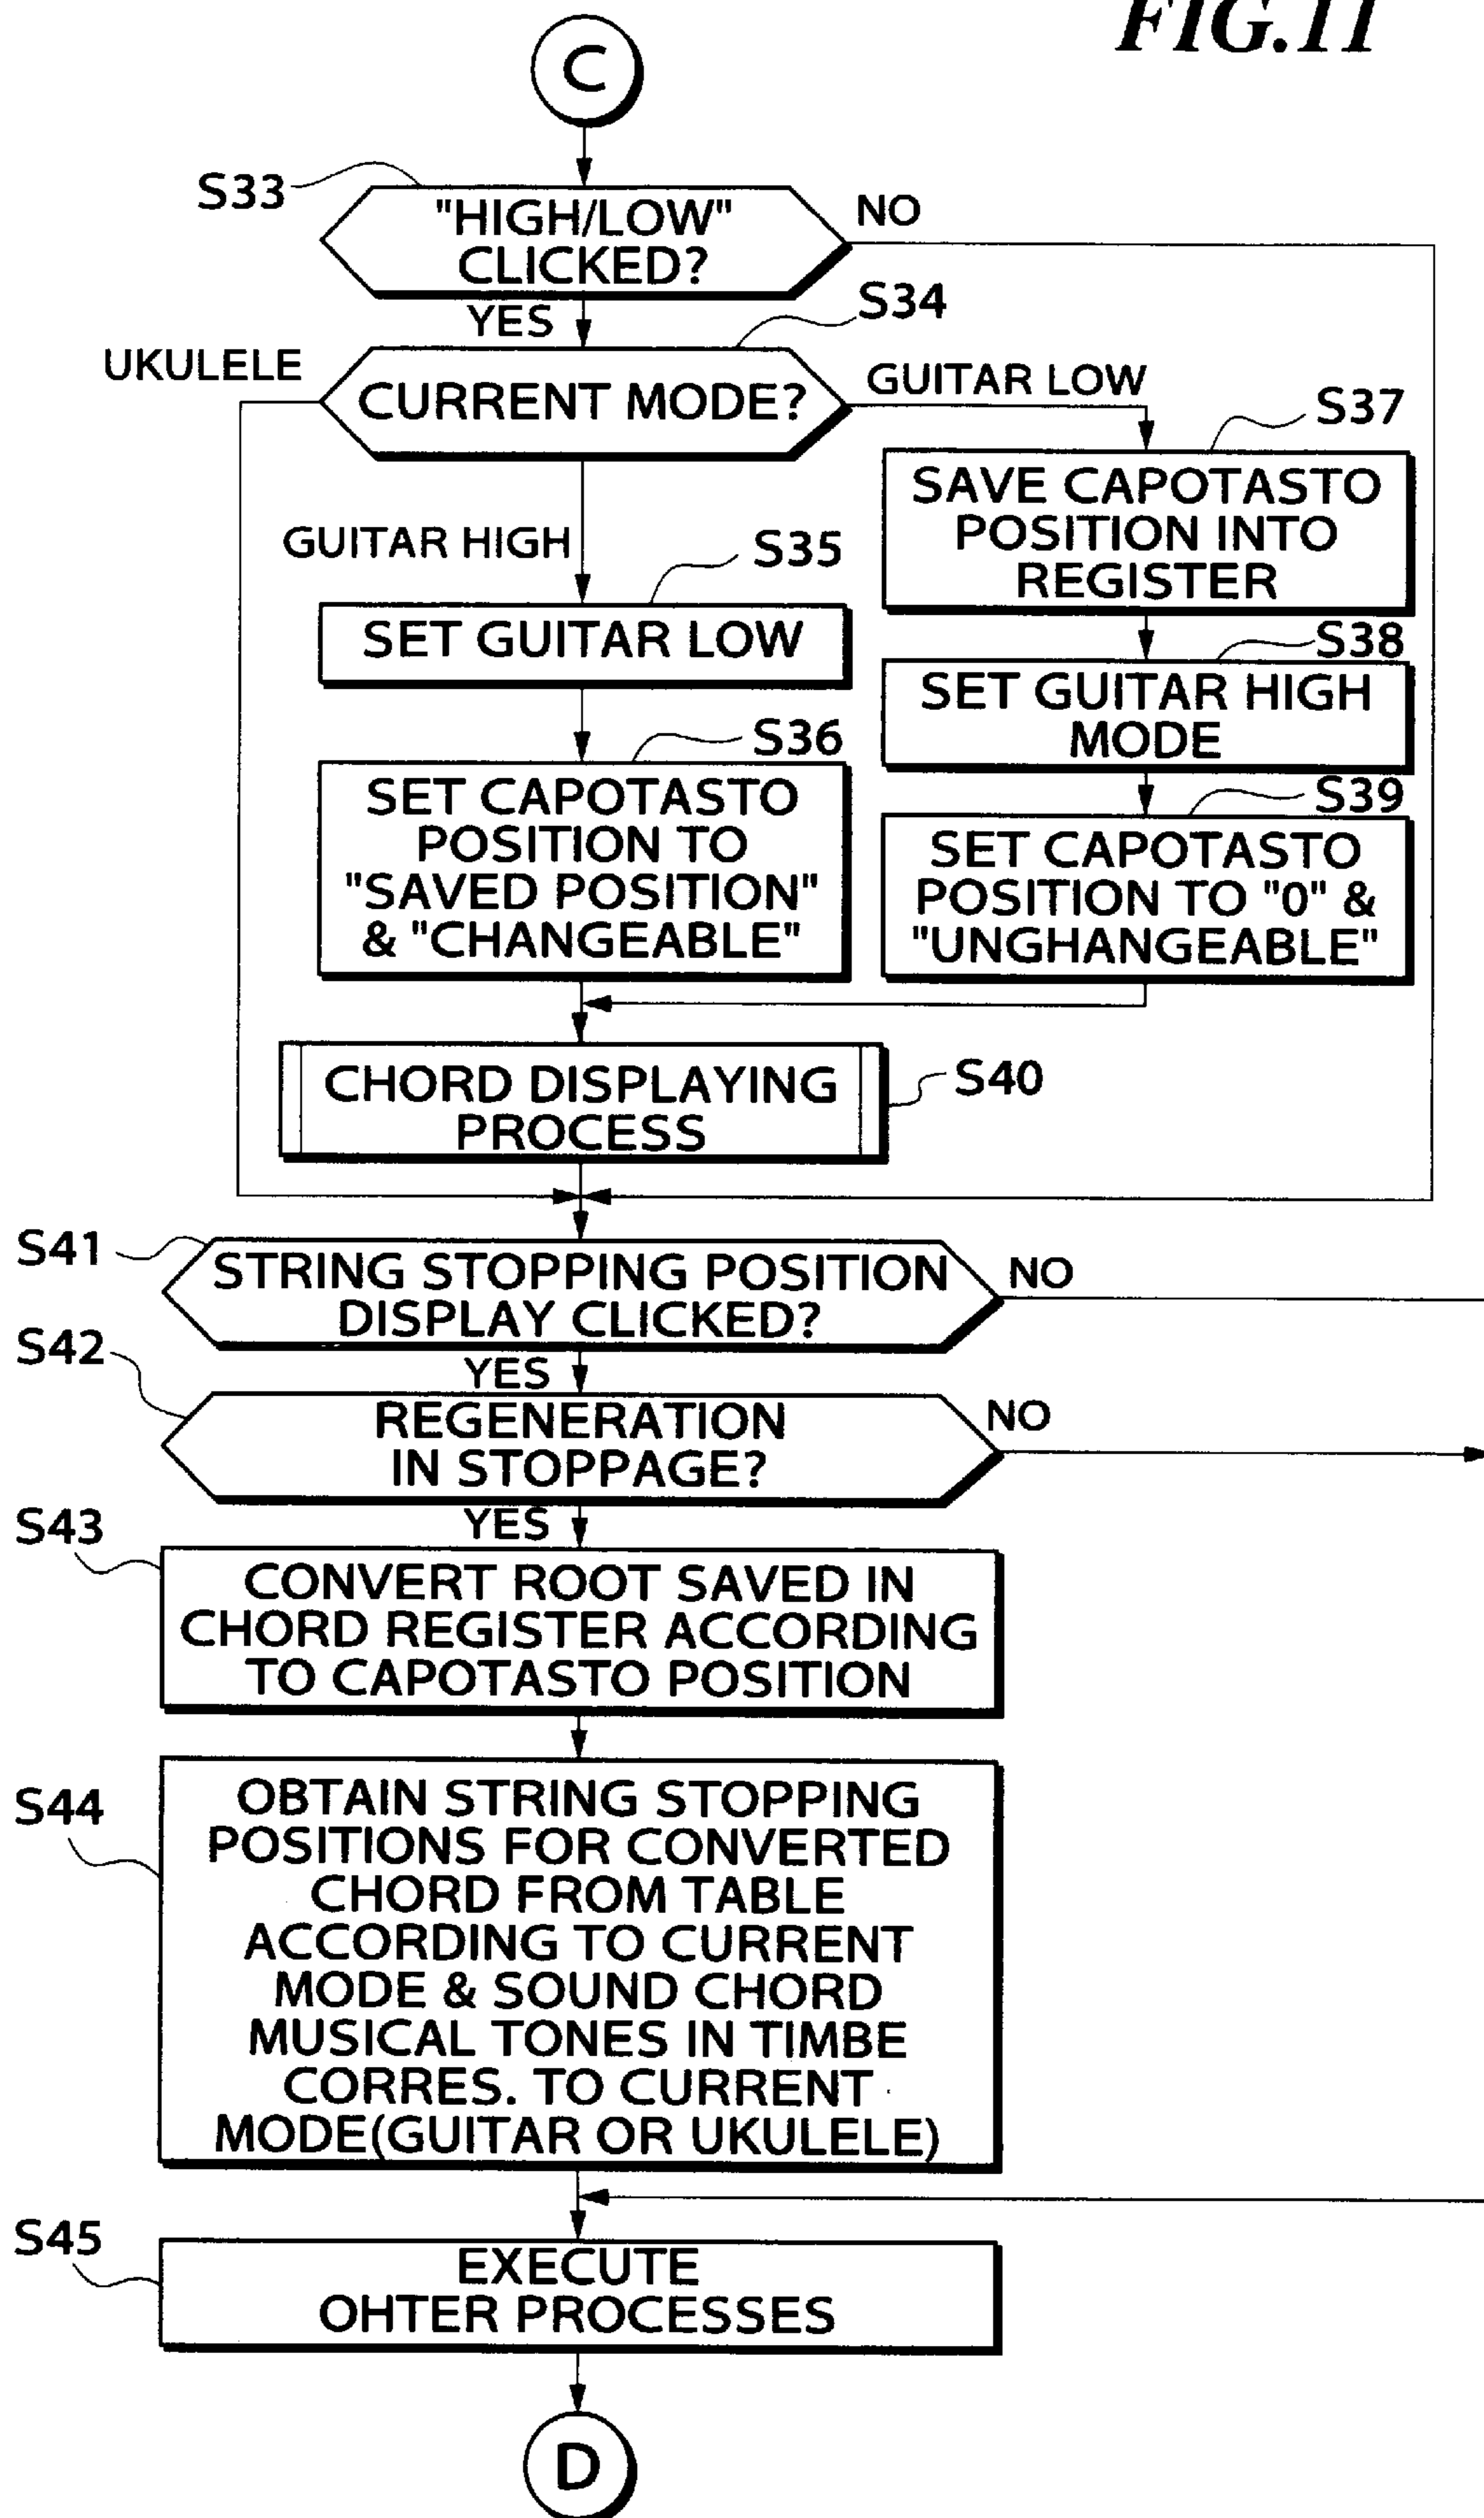 FIG.11
C
S33
"HIGH/LOW"
CLICKED?
NO
YES
S34
UKULELE
CURRENT MODE?
GUITAR LOW
S37
SAVE CAPOTASTO
POSITION INTO
REGISTER
GUITAR HIGH
S35
SET GUITAR LOW
S38
SET GUITAR HIGH
MODE
S36
SET CAPOTASTO
POSITION TO
"SAVED POSITION"
& "CHANGEABLE"
S39
SET CAPOTASTO
POSITION TO "0" &
"UNGHANGEABLE"
CHORD DISPLAYING
PROCESS
S40
S41
STRING STOPPING POSITION
DISPLAY CLICKED?
NO
YES
S42
REGENERATION
IN STOPPAGE?
NO
YES
S43
CONVERT ROOT SAVED IN
CHORD REGISTER ACCORDING
TO CAPOTASTO POSITION
S44
OBTAIN STRING STOPPING
POSITIONS FOR CONVERTED
CHORD FROM TABLE
ACCORDING TO CURRENT
MODE & SOUND CHORD
MUSICAL TONES IN TIMBE
CORRES. TO CURRENT
MODE(GUITAR OR UKULELE)
S45
EXECUTE
OHTER PROCESSES
D